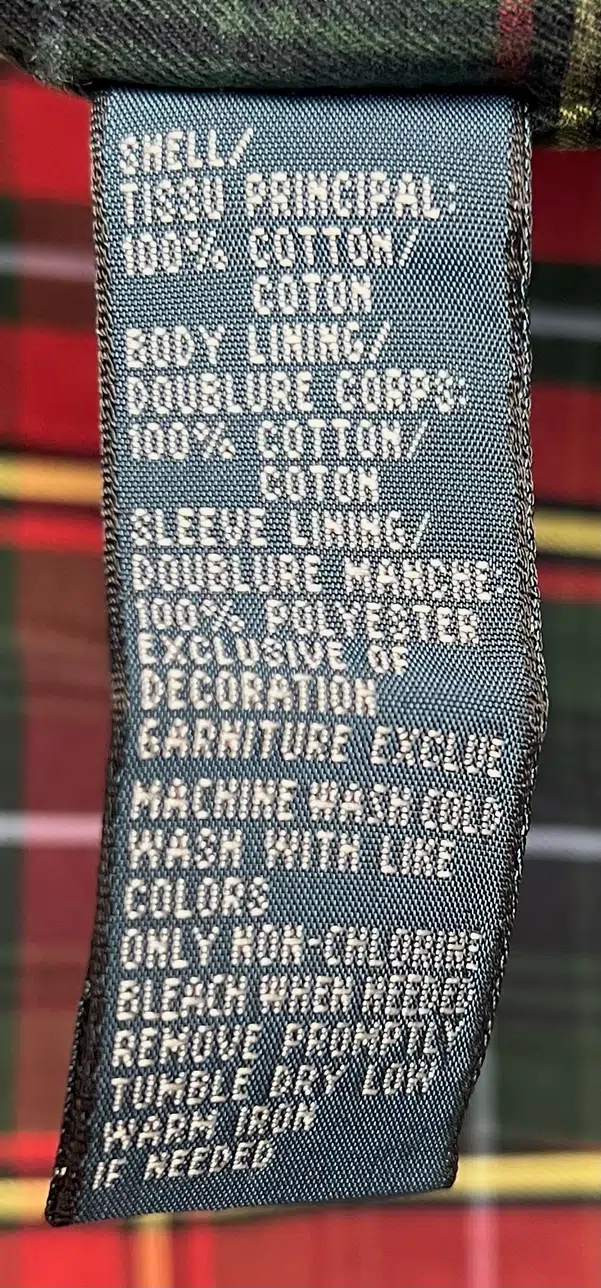 SHELL/
TISSU PRINCIPAL:
100% COTTON/
COTON
BODY LINING/
DOUBLURE CORPS:
100% COTTON/
COTON
SLEEVE LINING/
DOUBLURE MANCHE:
100% POLYESTER
EXCLUSIVE OF
DECORATION
GARNITURE EXCLUE
MACHINE WASH COLD
WASH WITH LIKE
COLORS
ONLY NON-CHLORINE
BLEACH WHEN NEEDED
REMOVE PROMPTLY
TUMBLE DRY LOW
WARM IRON
IF NEEDED